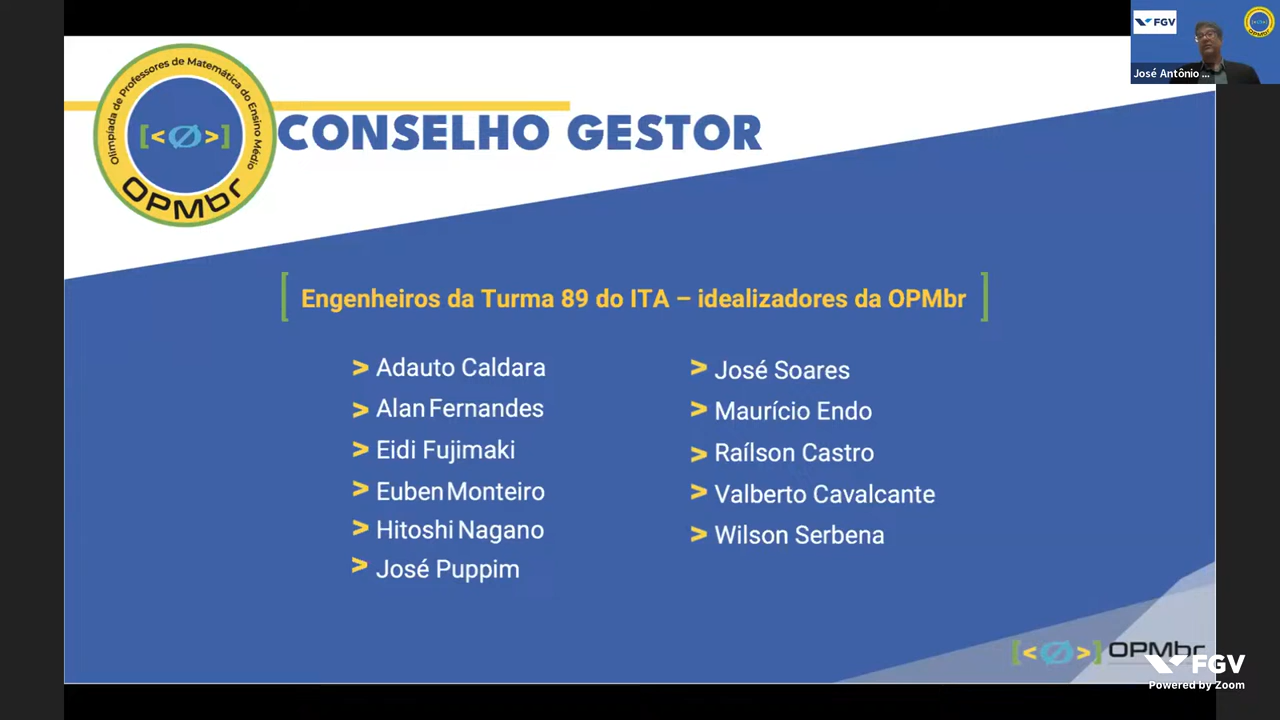 FGV
OPMbr
José Antônio ...
Olimpíada de Professores de Matemática do Ensino Médio
[<Ø>]
OPMbr
CONSELHO GESTOR
[ Engenheiros da Turma 89 do ITA – idealizadores da OPMbr ]
> Adauto Caldara
> Alan Fernandes
> Eidi Fujimaki
> Euben Monteiro
> Hitoshi Nagano
> José Puppim
> José Soares
> Maurício Endo
> Raílson Castro
> Valberto Cavalcante
> Wilson Serbena
[<Ø>] OPMbr
FGV
Powered by Zoom